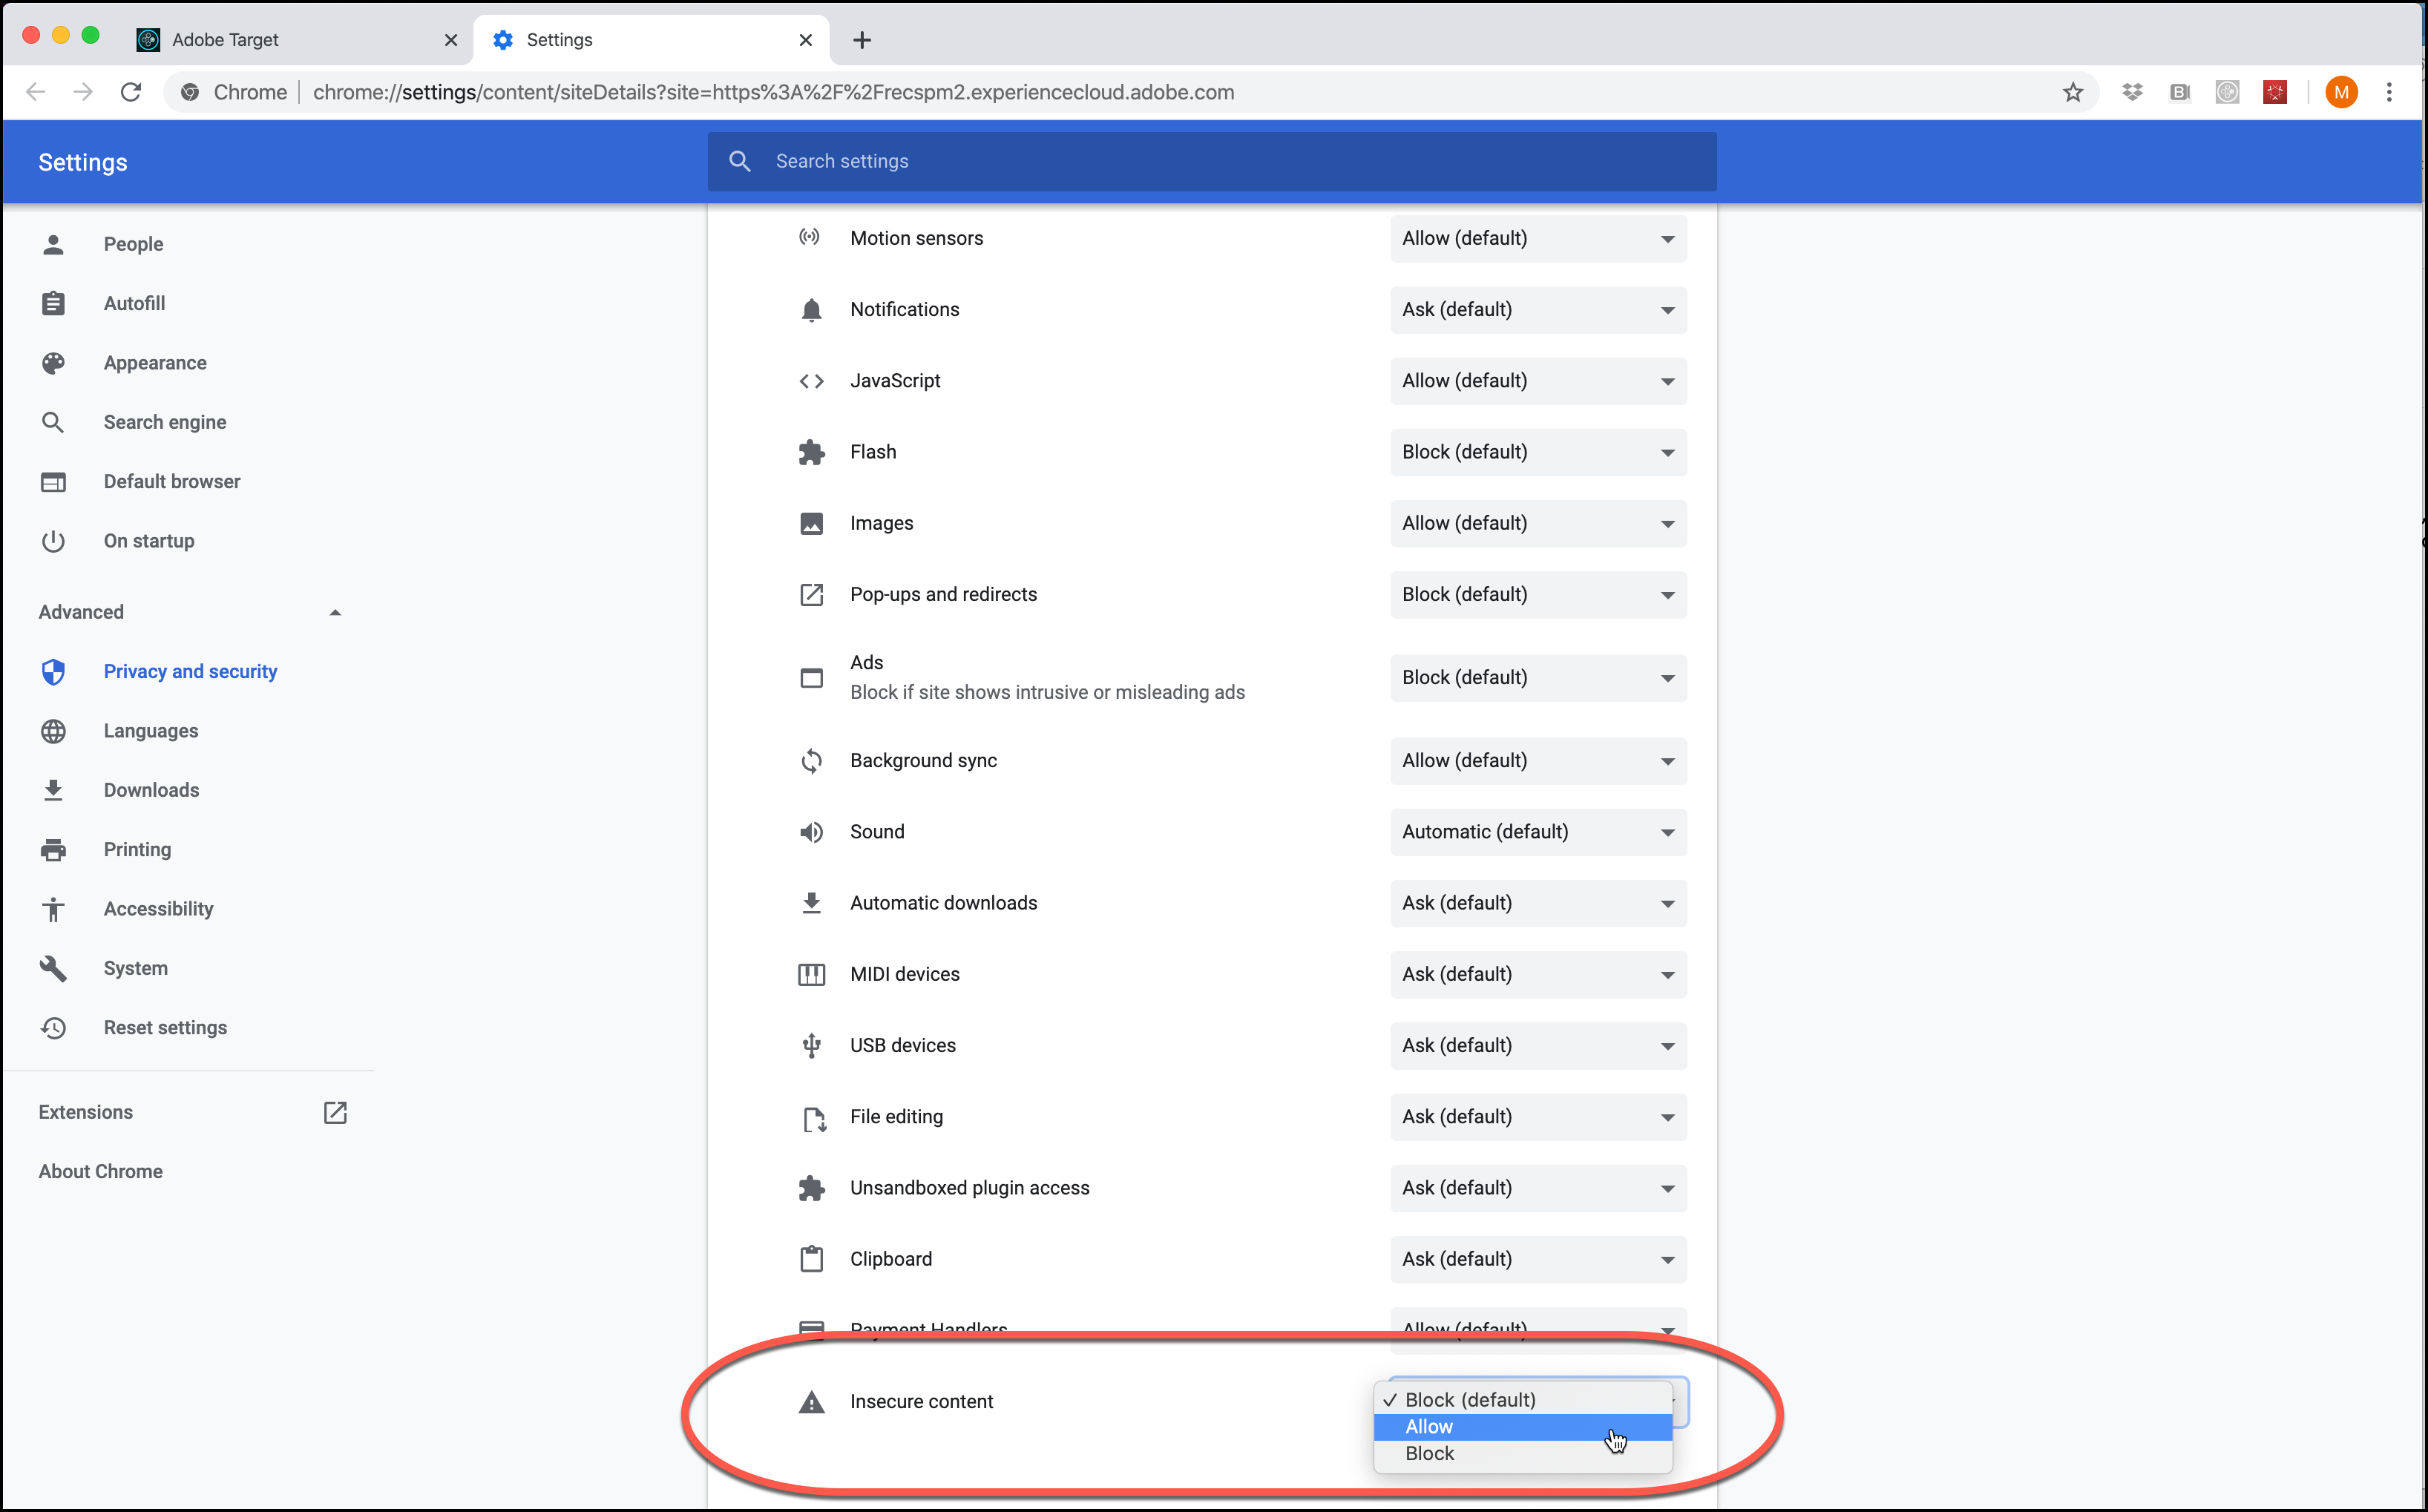 Adobe Target
Settings
Chrome
chrome://settings/content/siteDetails?site=https%3A%2F%2Frecspm2.experiencecloud.adobe.com
B
M
Settings
Search settings
People
Autofill
Appearance
Search engine
Default browser
On startup
Advanced
Privacy and security
Languages
Downloads
Printing
Accessibility
System
Reset settings
Extensions
About Chrome
Motion sensors
Allow (default)
Notifications
Ask (default)
JavaScript
Allow (default)
Flash
Block (default)
Images
Allow (default)
Pop-ups and redirects
Block (default)
Ads
Block if site shows intrusive or misleading ads
Block (default)
Background sync
Allow (default)
Sound
Automatic (default)
Automatic downloads
Ask (default)
MIDI devices
Ask (default)
USB devices
Ask (default)
File editing
Ask (default)
Unsandboxed plugin access
Ask (default)
Clipboard
Ask (default)
Payment Handlers
Allow (default)
Insecure content
✓ Block (default)
Allow
Block